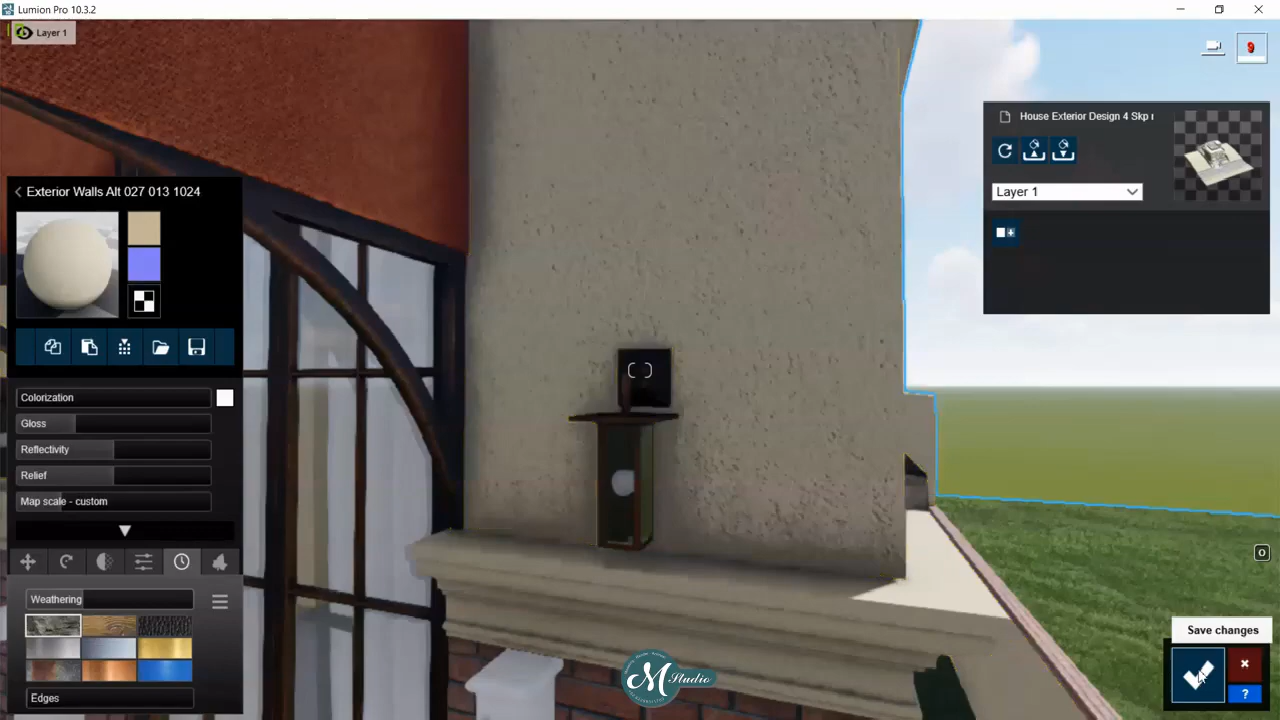 Lumion Pro 10.3.2
Layer 1
9
House Exterior Design 4 Skp
Layer 1
Exterior Walls Alt 027 013 1024
Colorization
Gloss
Reflectivity
Relief
Map scale - custom
Weathering
Edges
O
Save changes
?
M Studio